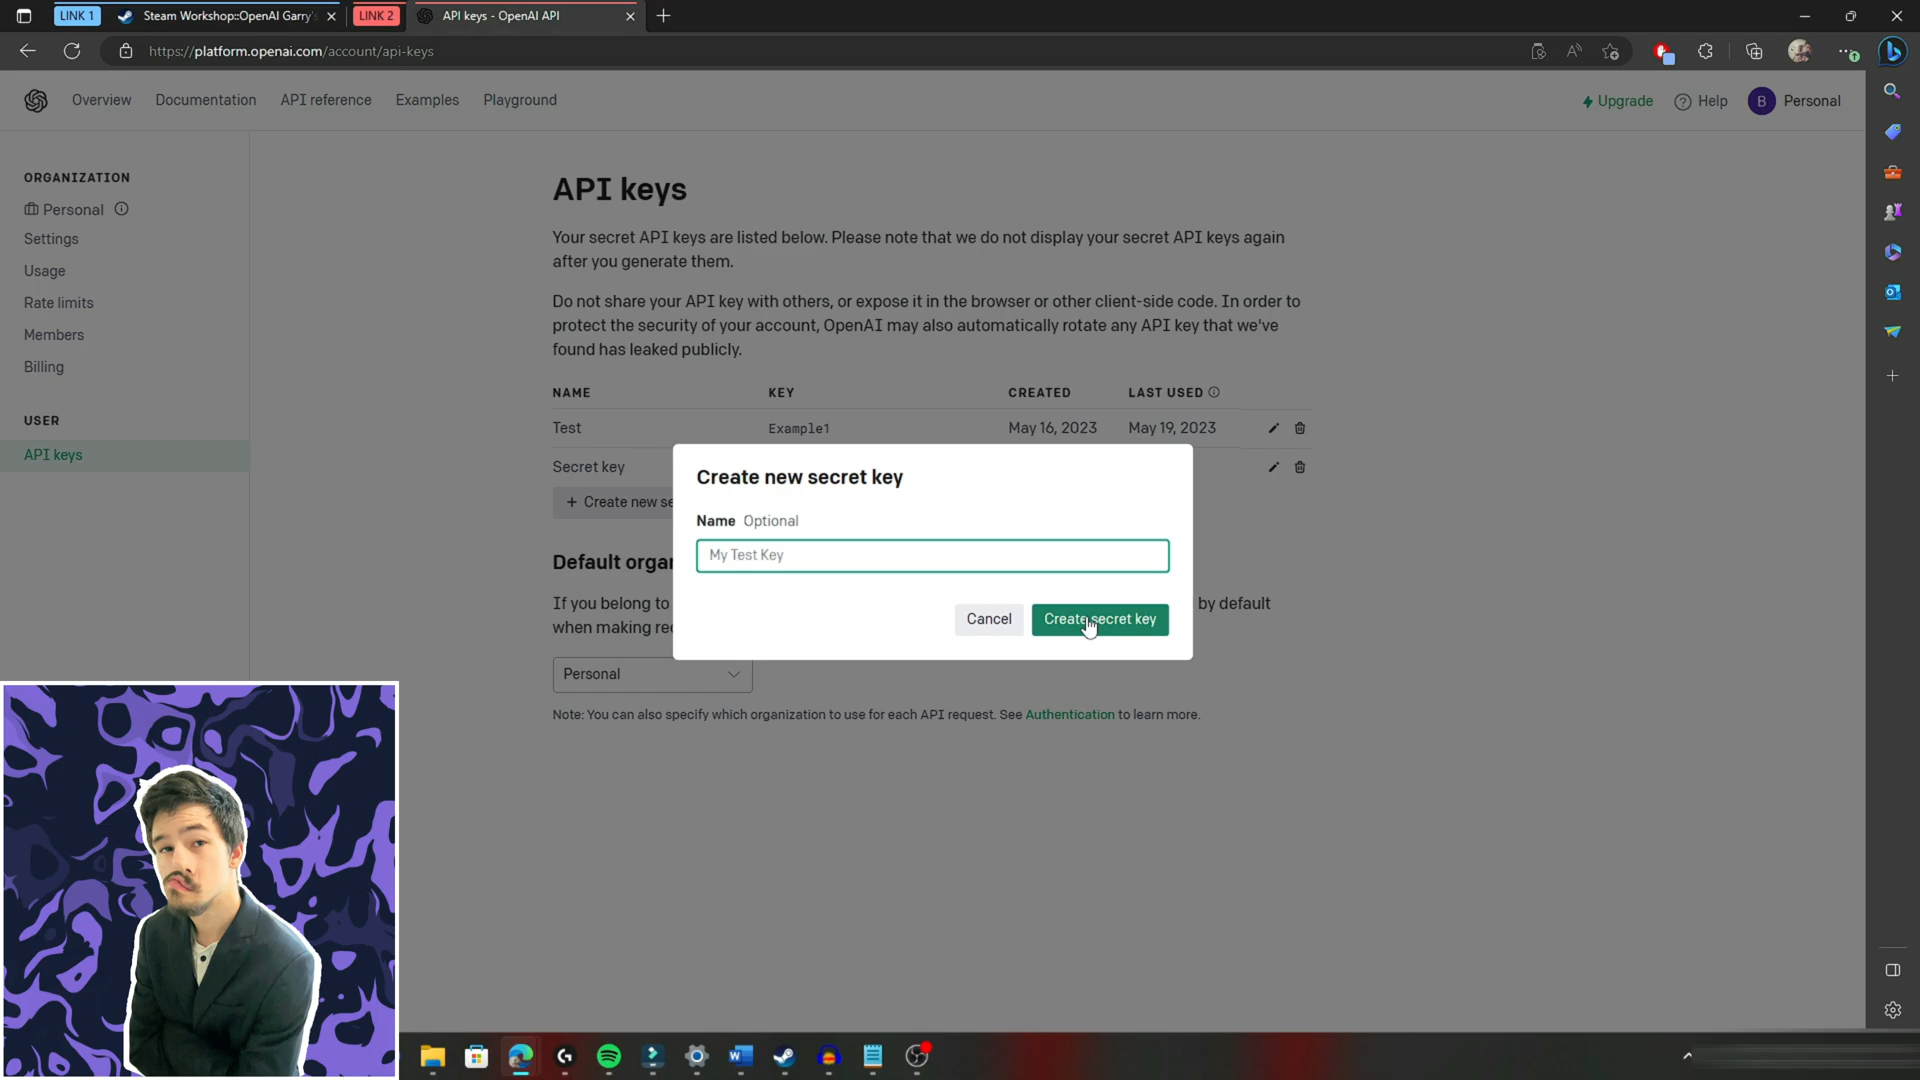 LINK 1
Steam Workshop::OpenAI Garry's
LINK 2
API keys - OpenAI API
https://platform.openai.com/account/api-keys
Overview
Documentation
API reference
Examples
Playground
Upgrade
Help
B
Personal
ORGANIZATION
Personal
Settings
Usage
Rate limits
Members
Billing
USER
API keys
API keys
Your secret API keys are listed below. Please note that we do not display your secret API keys again
after you generate them.
Do not share your API key with others, or expose it in the browser or other client-side code. In order to
protect the security of your account, OpenAI may also automatically rotate any API key that we've
found has leaked publicly.
NAME KEY CREATED LAST USED
Test Example1 May 16, 2023 May 19, 2023
Secret key
+ Create new se
Create new secret key
Name Optional
My Test Key
Cancel
Create secret key
Default organ
If you belong to by default
when making re
Personal
Note: You can also specify which organization to use for each API request. See Authentication to learn more.